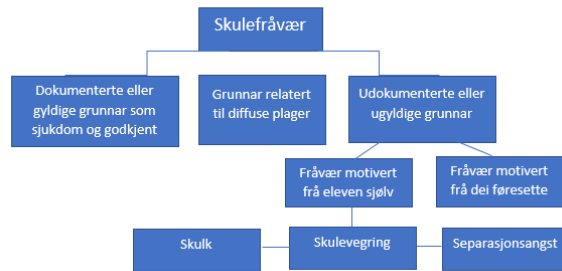 Skulefråvær
Dokumenterte eller
gyldige grunnar som
sjukdom og godkjent
Grunnar relatert
til diffuse plager
Udokumenterte eller
ugyldige grunnar
Fråvær motivert
frå eleven sjølv
Fråvær motivert
frå dei føresette
Skulk
Skulevegring
Separasjonsangst